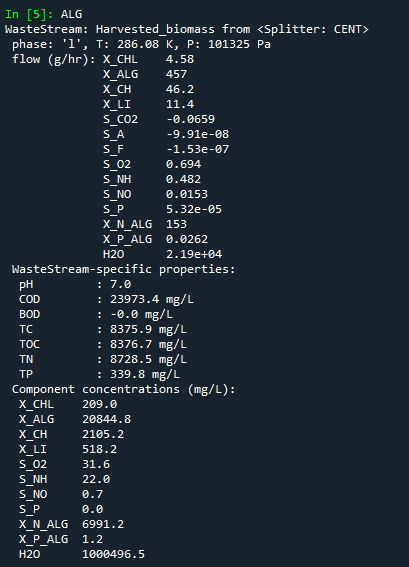 In [5]: ALG
WasteStream: Harvested_biomass from <Splitter: CENT>
phase: 'l', T: 286.08 K, P: 101325 Pa
flow (g/hr): X_CHL 4.58
X_ALG 457
X_CH 46.2
X_LI 11.4
S_CO2 -0.0659
S_A -9.91e-08
S_F -1.53e-07
S_O2 0.694
S_NH 0.482
S_NO 0.0153
S_P 5.32e-05
X_N_ALG 153
X_P_ALG 0.0262
H2O 2.19e+04
WasteStream-specific properties:
pH : 7.0
COD : 23973.4 mg/L
BOD : -0.0 mg/L
TC : 8375.9 mg/L
TOC : 8376.7 mg/L
TN : 8728.5 mg/L
TP : 339.8 mg/L
Component concentrations (mg/L):
X_CHL 209.0
X_ALG 20844.8
X_CH 2105.2
X_LI 518.2
S_O2 31.6
S_NH 22.0
S_NO 0.7
S_P 0.0
X_N_ALG 6991.2
X_P_ALG 1.2
H2O 1000496.5